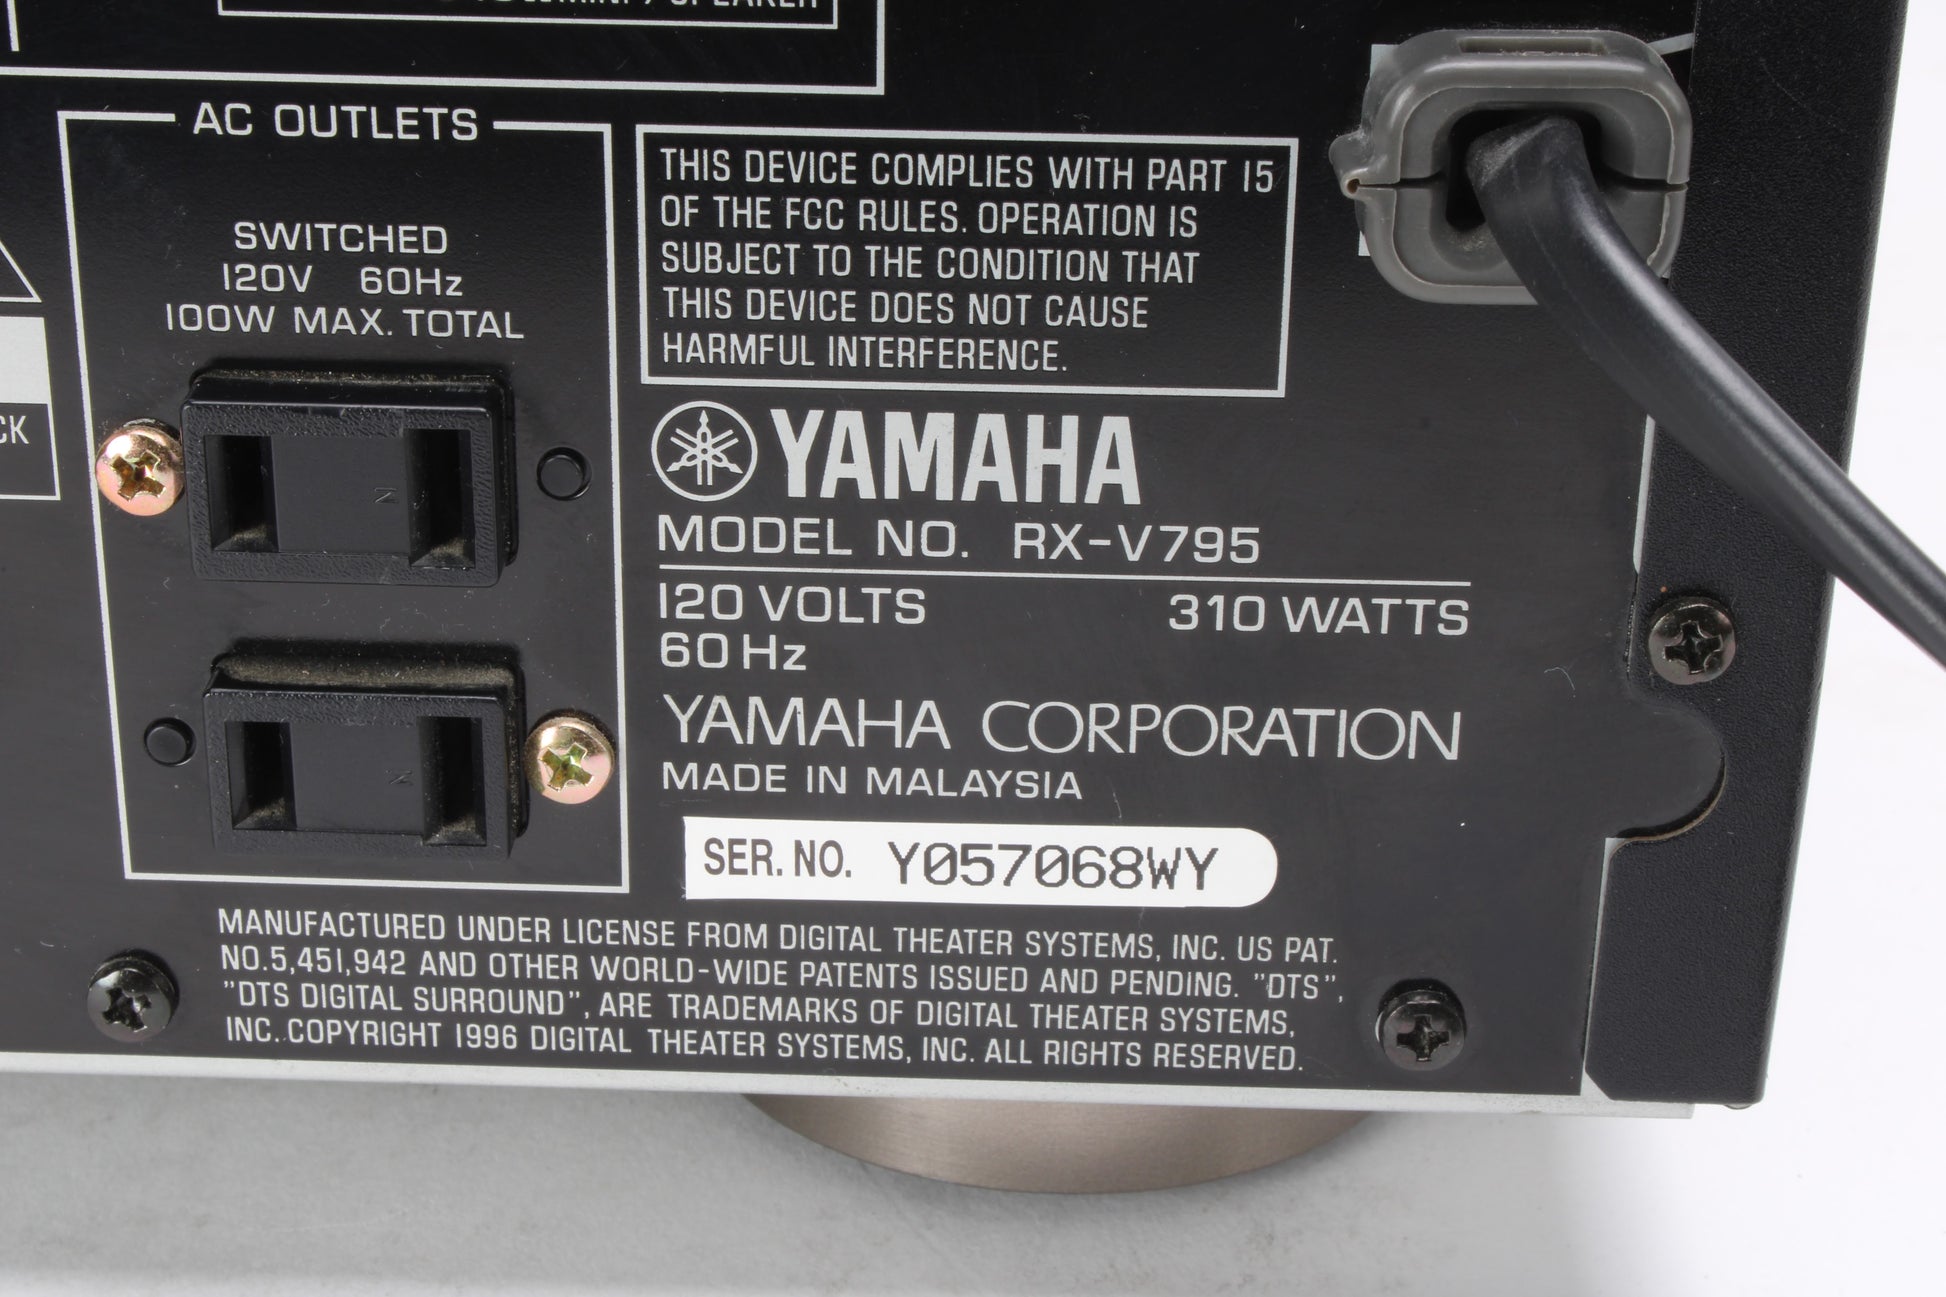 SPEAKER
AC OUTLETS
SWITCHED
120V 60Hz
100W MAX. TOTAL
N
N
CK
THIS DEVICE COMPLIES WITH PART 15
OF THE FCC RULES. OPERATION IS
SUBJECT TO THE CONDITION THAT
THIS DEVICE DOES NOT CAUSE
HARMFUL INTERFERENCE.
YAMAHA
MODEL NO. RX-V795
120 VOLTS 310 WATTS
60 Hz
YAMAHA CORPORATION
MADE IN MALAYSIA
SER. NO. Y057068WY
MANUFACTURED UNDER LICENSE FROM DIGITAL THEATER SYSTEMS, INC. US PAT.
NO.5,451,942 AND OTHER WORLD-WIDE PATENTS ISSUED AND PENDING. "DTS",
"DTS DIGITAL SURROUND", ARE TRADEMARKS OF DIGITAL THEATER SYSTEMS,
INC. COPYRIGHT 1996 DIGITAL THEATER SYSTEMS, INC. ALL RIGHTS RESERVED.